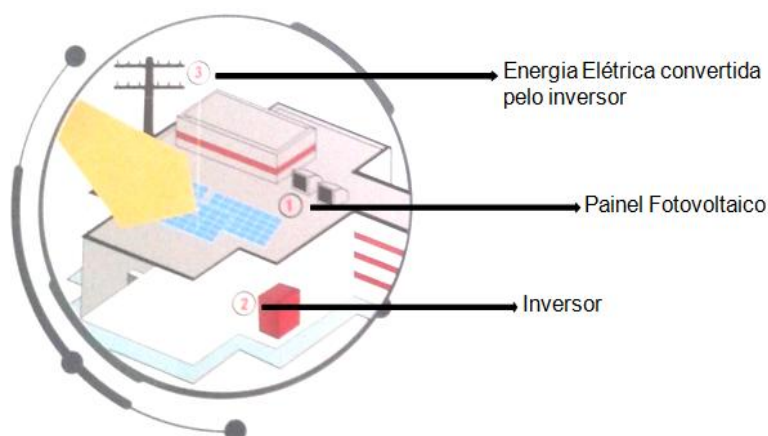 3
Energia Elétrica convertida
pelo inversor
1
Painel Fotovoltaico
2
Inversor